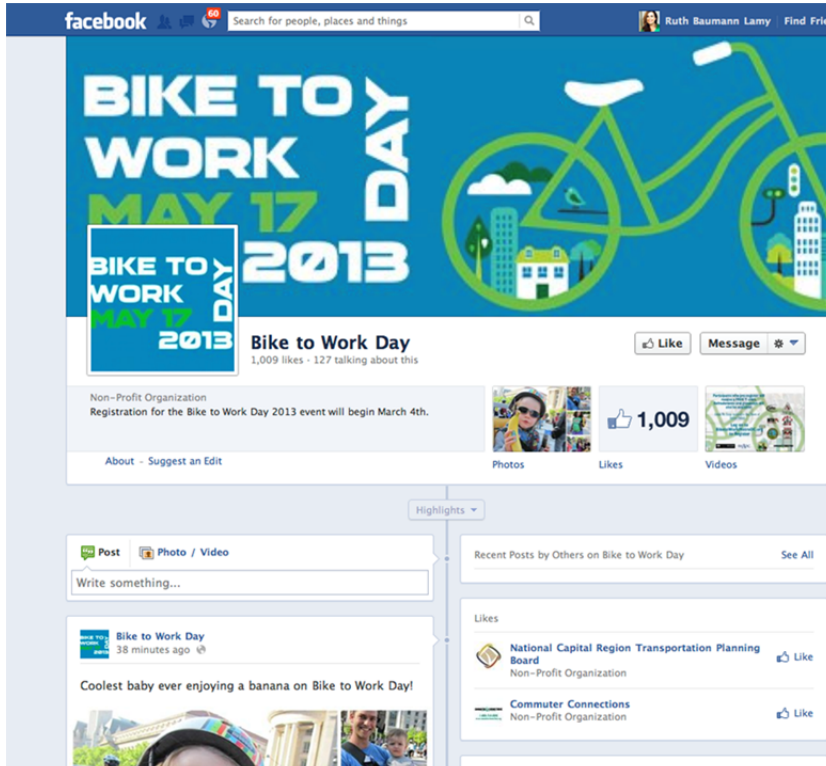 facebook
60
Search for people, places and things
Ruth Baumann Lamy
Find Frie
BIKE TO
WORK
DAY
MAY 17
2013
BIKE TO
WORK
DAY
MAY 17
2013
Bike to Work Day
1,009 likes · 127 talking about this
Like
Message
Non-Profit Organization
Registration for the Bike to Work Day 2013 event will begin March 4th.
About – Suggest an Edit
1,009
Photos
Likes
Videos
Highlights
Post
Photo / Video
Write something...
Recent Posts by Others on Bike to Work Day
See All
BIKE TO
WORK
DAY
2013
Bike to Work Day
38 minutes ago
Coolest baby ever enjoying a banana on Bike to Work Day!
Likes
National Capital Region Transportation Planning
Board
Non-Profit Organization
Like
Commuter Connections
Non-Profit Organization
Like